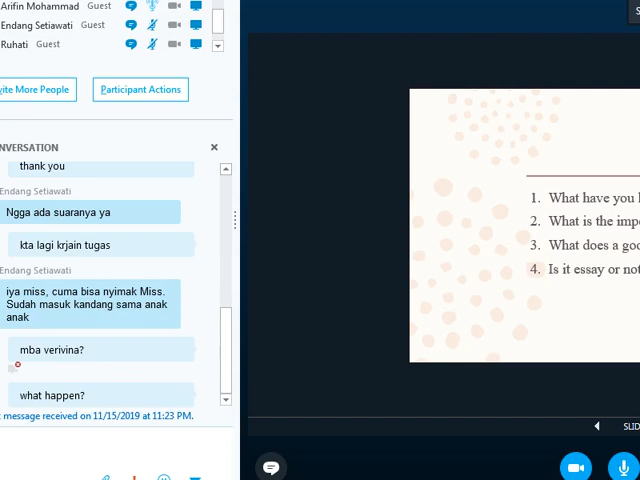 Arifin Mohammad Guest
Endang Setiawati Guest
Ruhati Guest
vite More People
Participant Actions
NVERSATION
thank you
Endang Setiawati
Ngga ada suaranya ya
kta lagi krjain tugas
Endang Setiawati
iya miss, cuma bisa nyimak Miss.
Sudah masuk kandang sama anak
anak
mba verivina?
what happen?
message received on 11/15/2019 at 11:23 PM.
1. What have you
2. What is the imp
3. What does a go
4. Is it essay or not
SLID